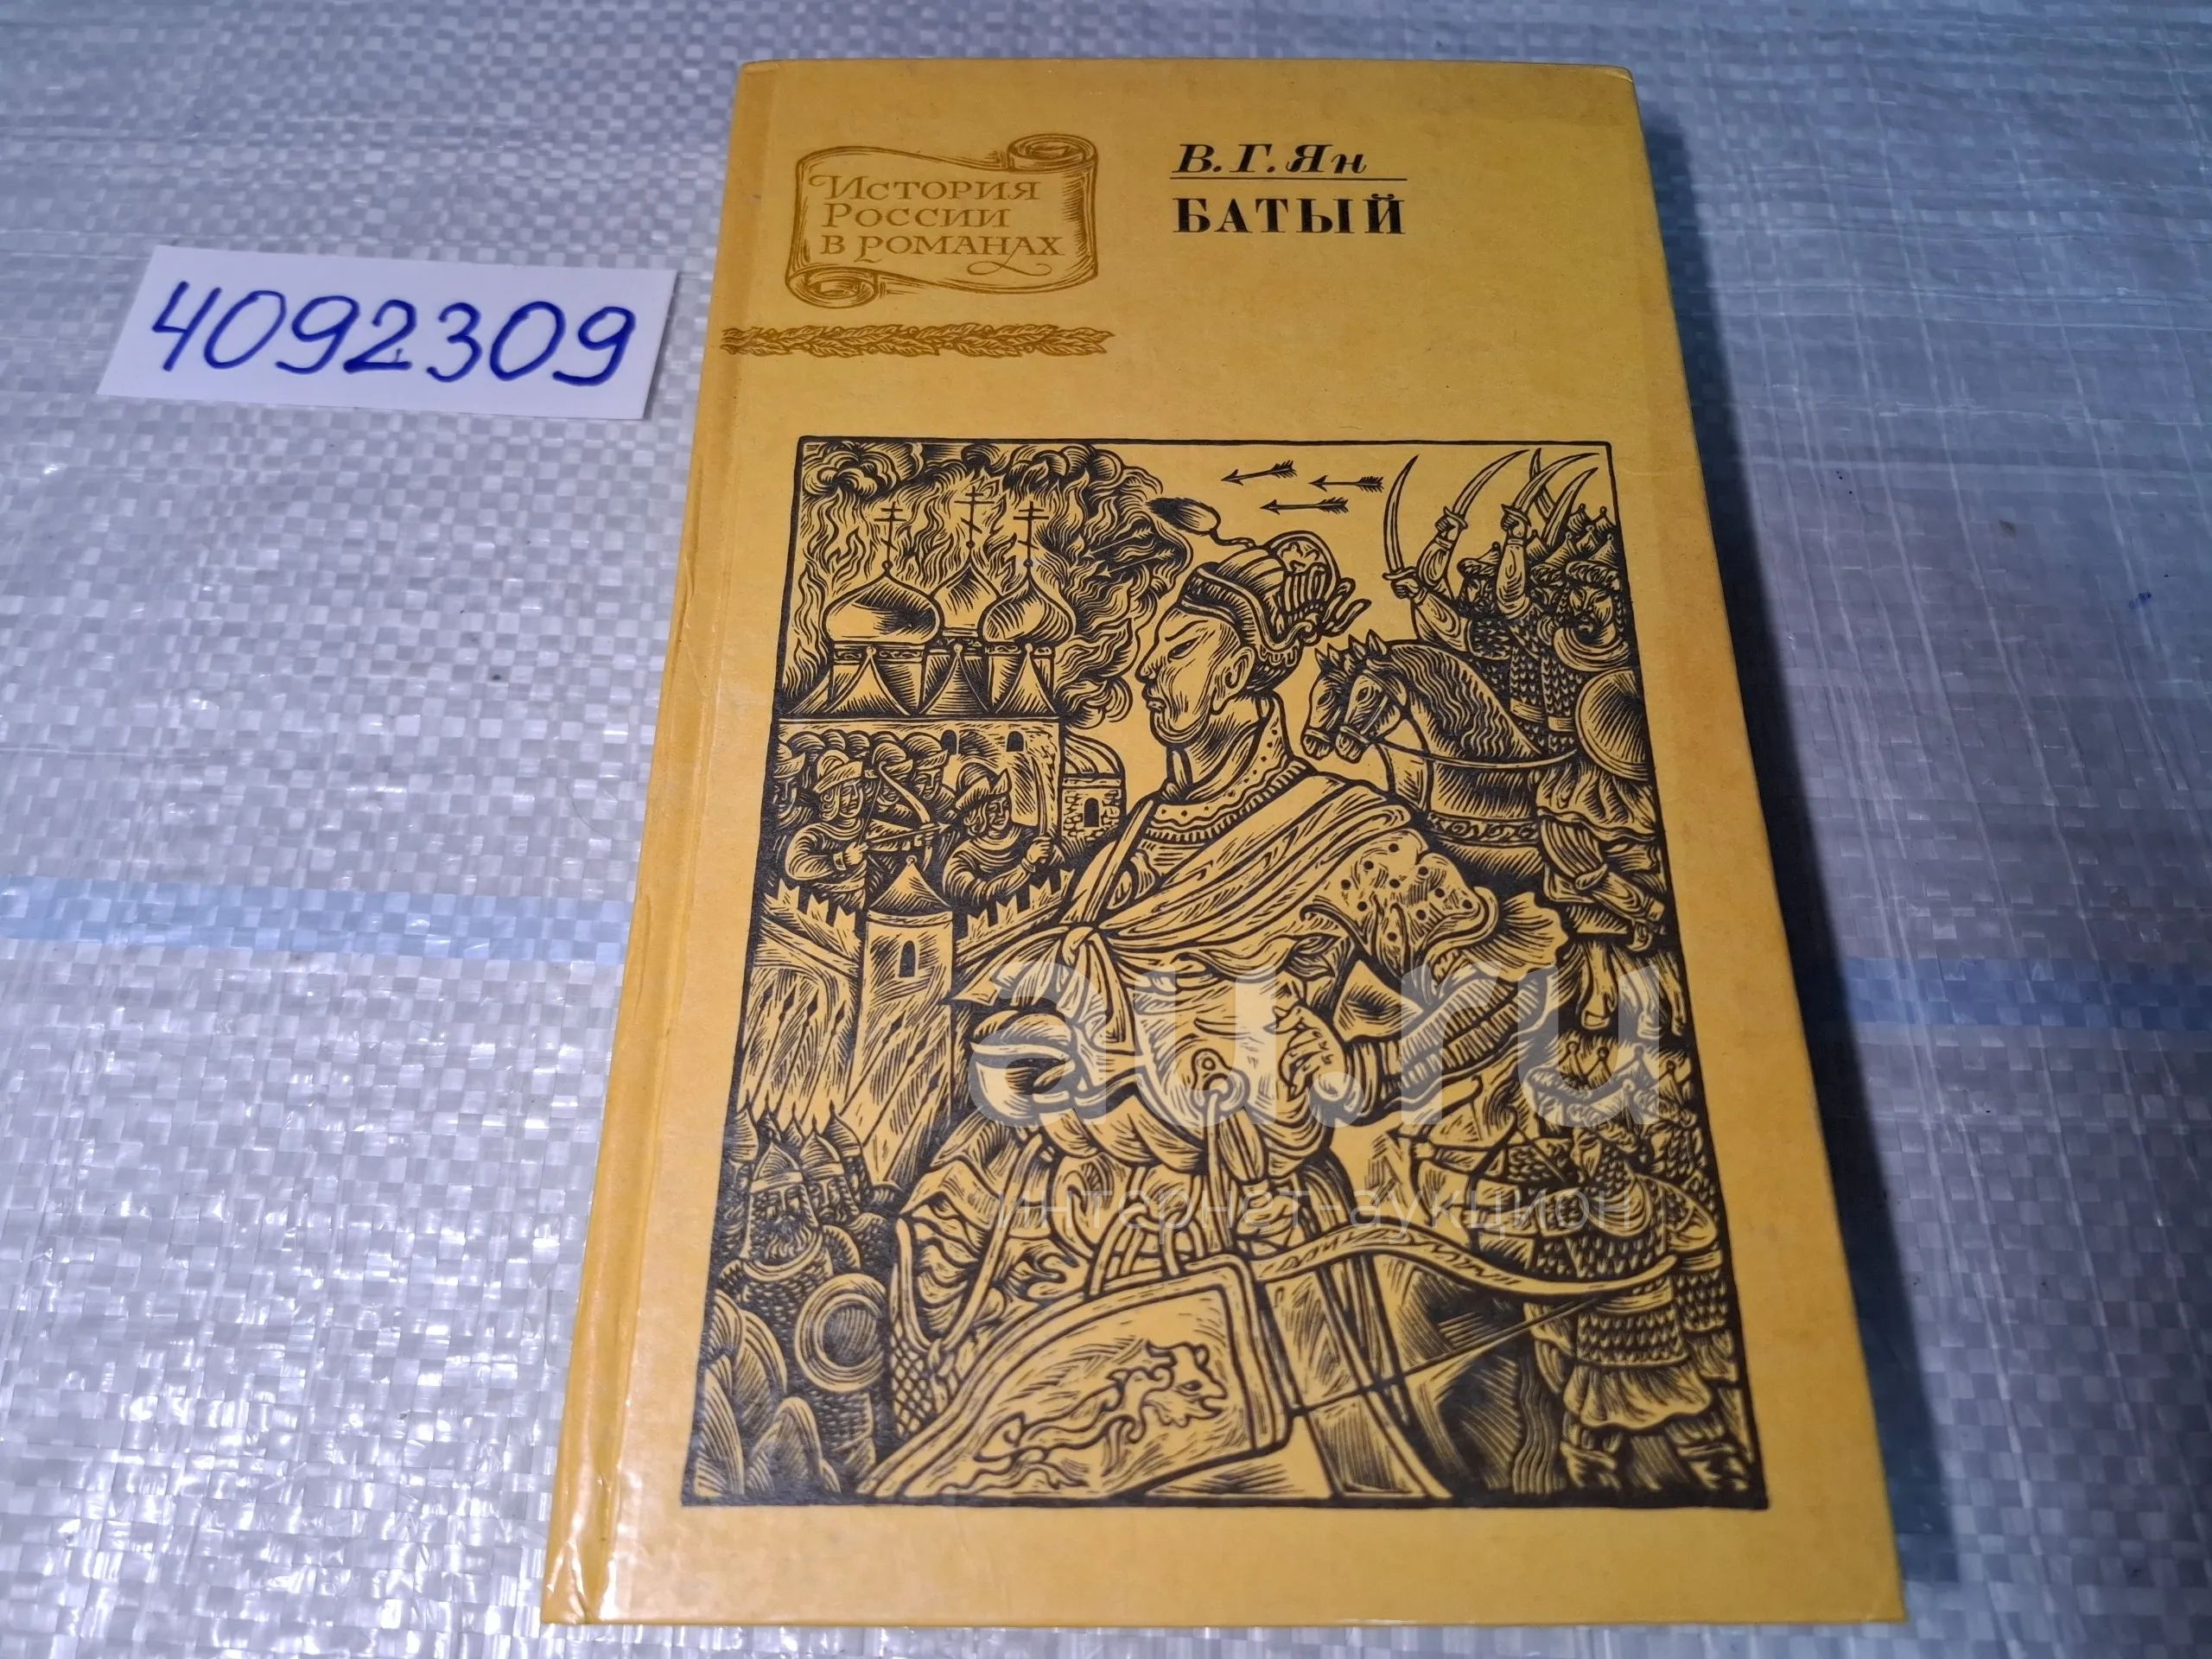 4092309
История
России
в романах
В.Г.Ян
БАТЫЙ
au.ru
интернет-аукцион